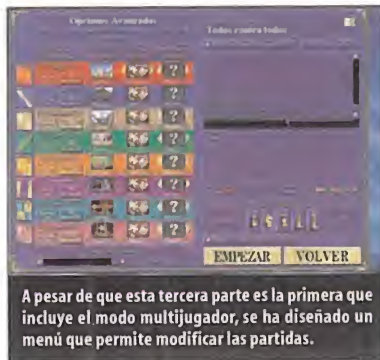 Opciones Avanzadas
Todos contra todos
EMPEZAR
VOLVER
A pesar de que esta tercera parte es la primera que
incluye el modo multijugador, se ha diseñado un
menú que permite modificar las partidas.